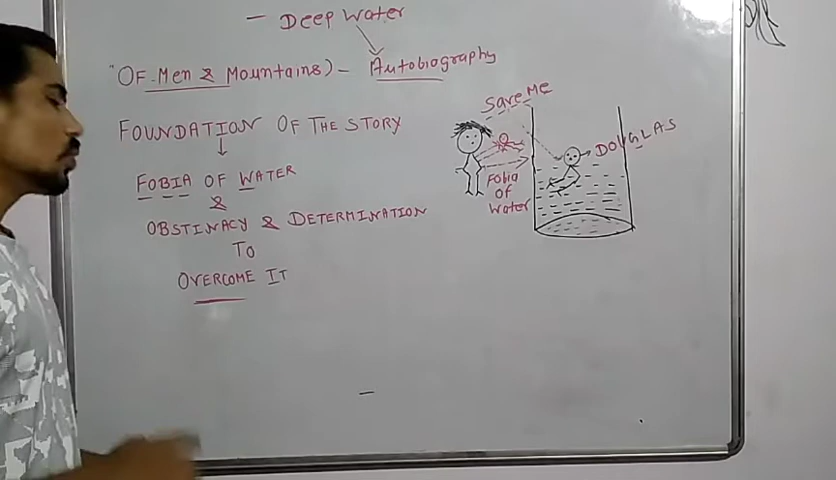 — Deep Water
"Of Men & Mountains) - Autobiography
FOUNDATION OF THE STORY
FOBIA OF WATER
&
OBSTINACY & DETERMINATION
TO
OVERCOME IT
Save Me
Fobia
of
Water
DOUGLAS